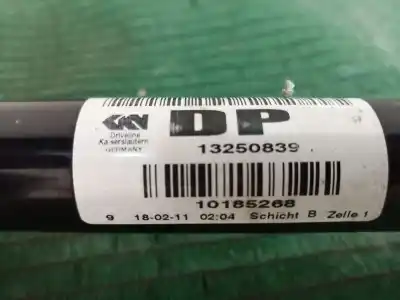 GKN
DP
Driveline
Kaiserslautern
GERMANY
13250839
10185268
9 18-02-11 02:04 Schicht B Zelle 1